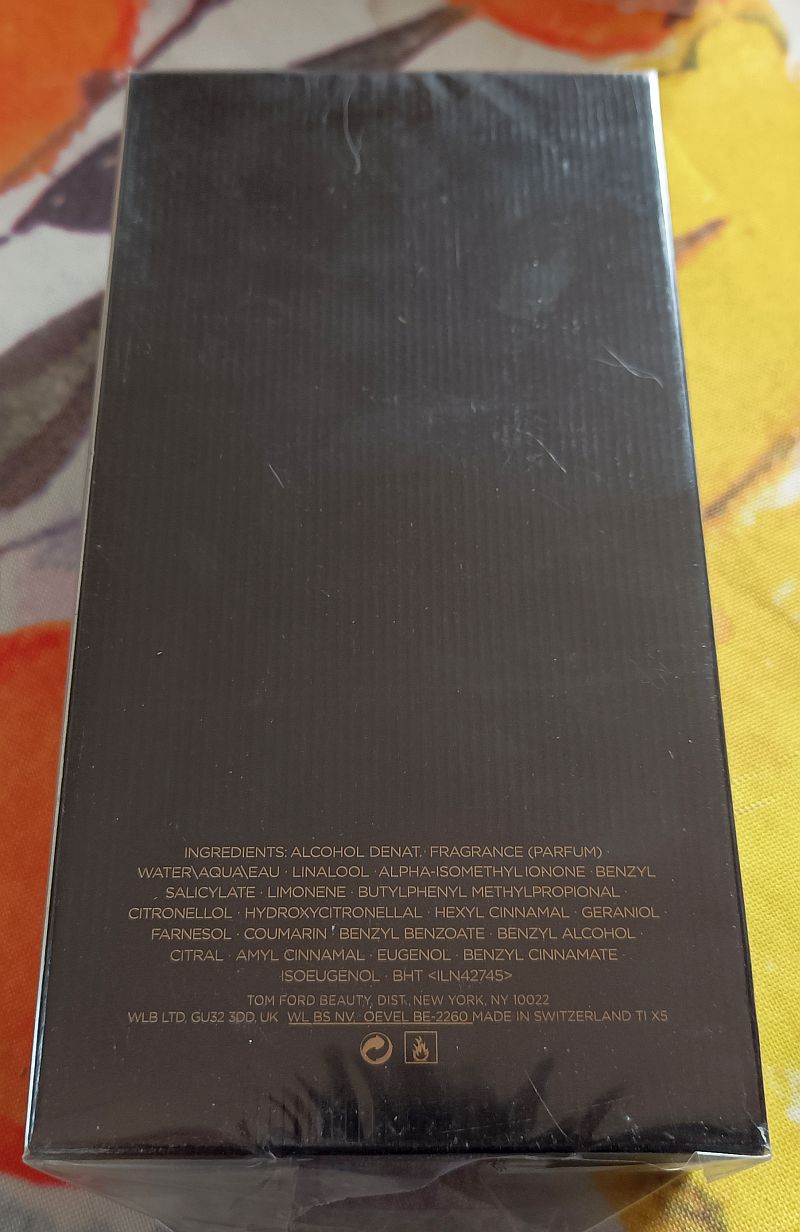 INGREDIENTS: ALCOHOL DENAT. · FRAGRANCE (PARFUM) ·
WATER\AQUA\EAU · LINALOOL · ALPHA-ISOMETHYL IONONE · BENZYL
SALICYLATE · LIMONENE · BUTYLPHENYL METHYLPROPIONAL ·
CITRONELLOL · HYDROXYCITRONELLAL · HEXYL CINNAMAL · GERANIOL ·
FARNESOL · COUMARIN · BENZYL BENZOATE · BENZYL ALCOHOL ·
CITRAL · AMYL CINNAMAL · EUGENOL · BENZYL CINNAMATE ·
ISOEUGENOL · BHT <ILN42745>
TOM FORD BEAUTY, DIST., NEW YORK, NY 10022
WLB LTD, GU32 3DD, UK WL BS NV · OEVEL BE-2260 MADE IN SWITZERLAND TI X5